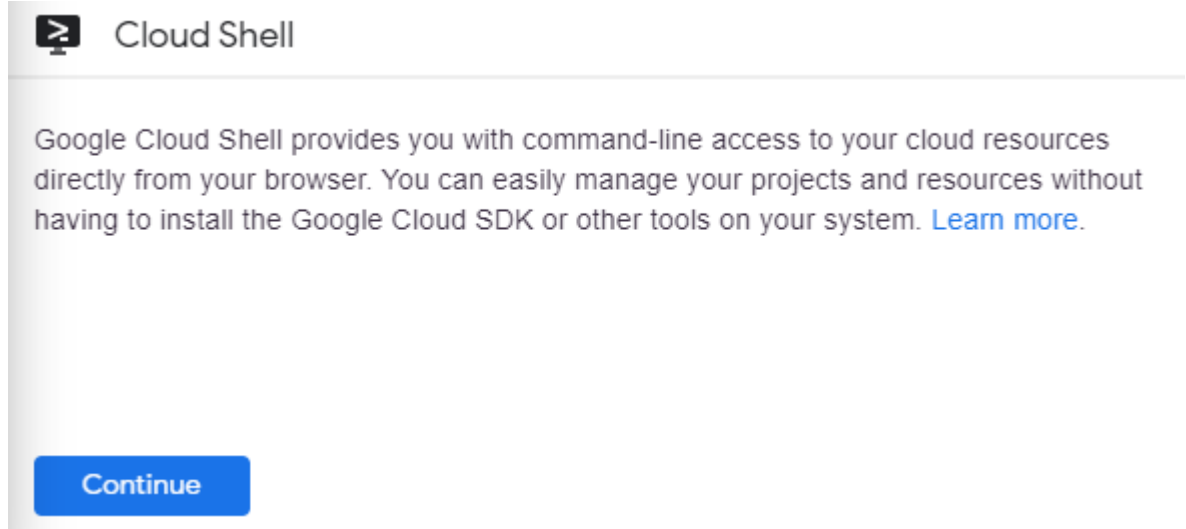 Cloud Shell
Google Cloud Shell provides you with command-line access to your cloud resources
directly from your browser. You can easily manage your projects and resources without
having to install the Google Cloud SDK or other tools on your system. Learn more.
Continue